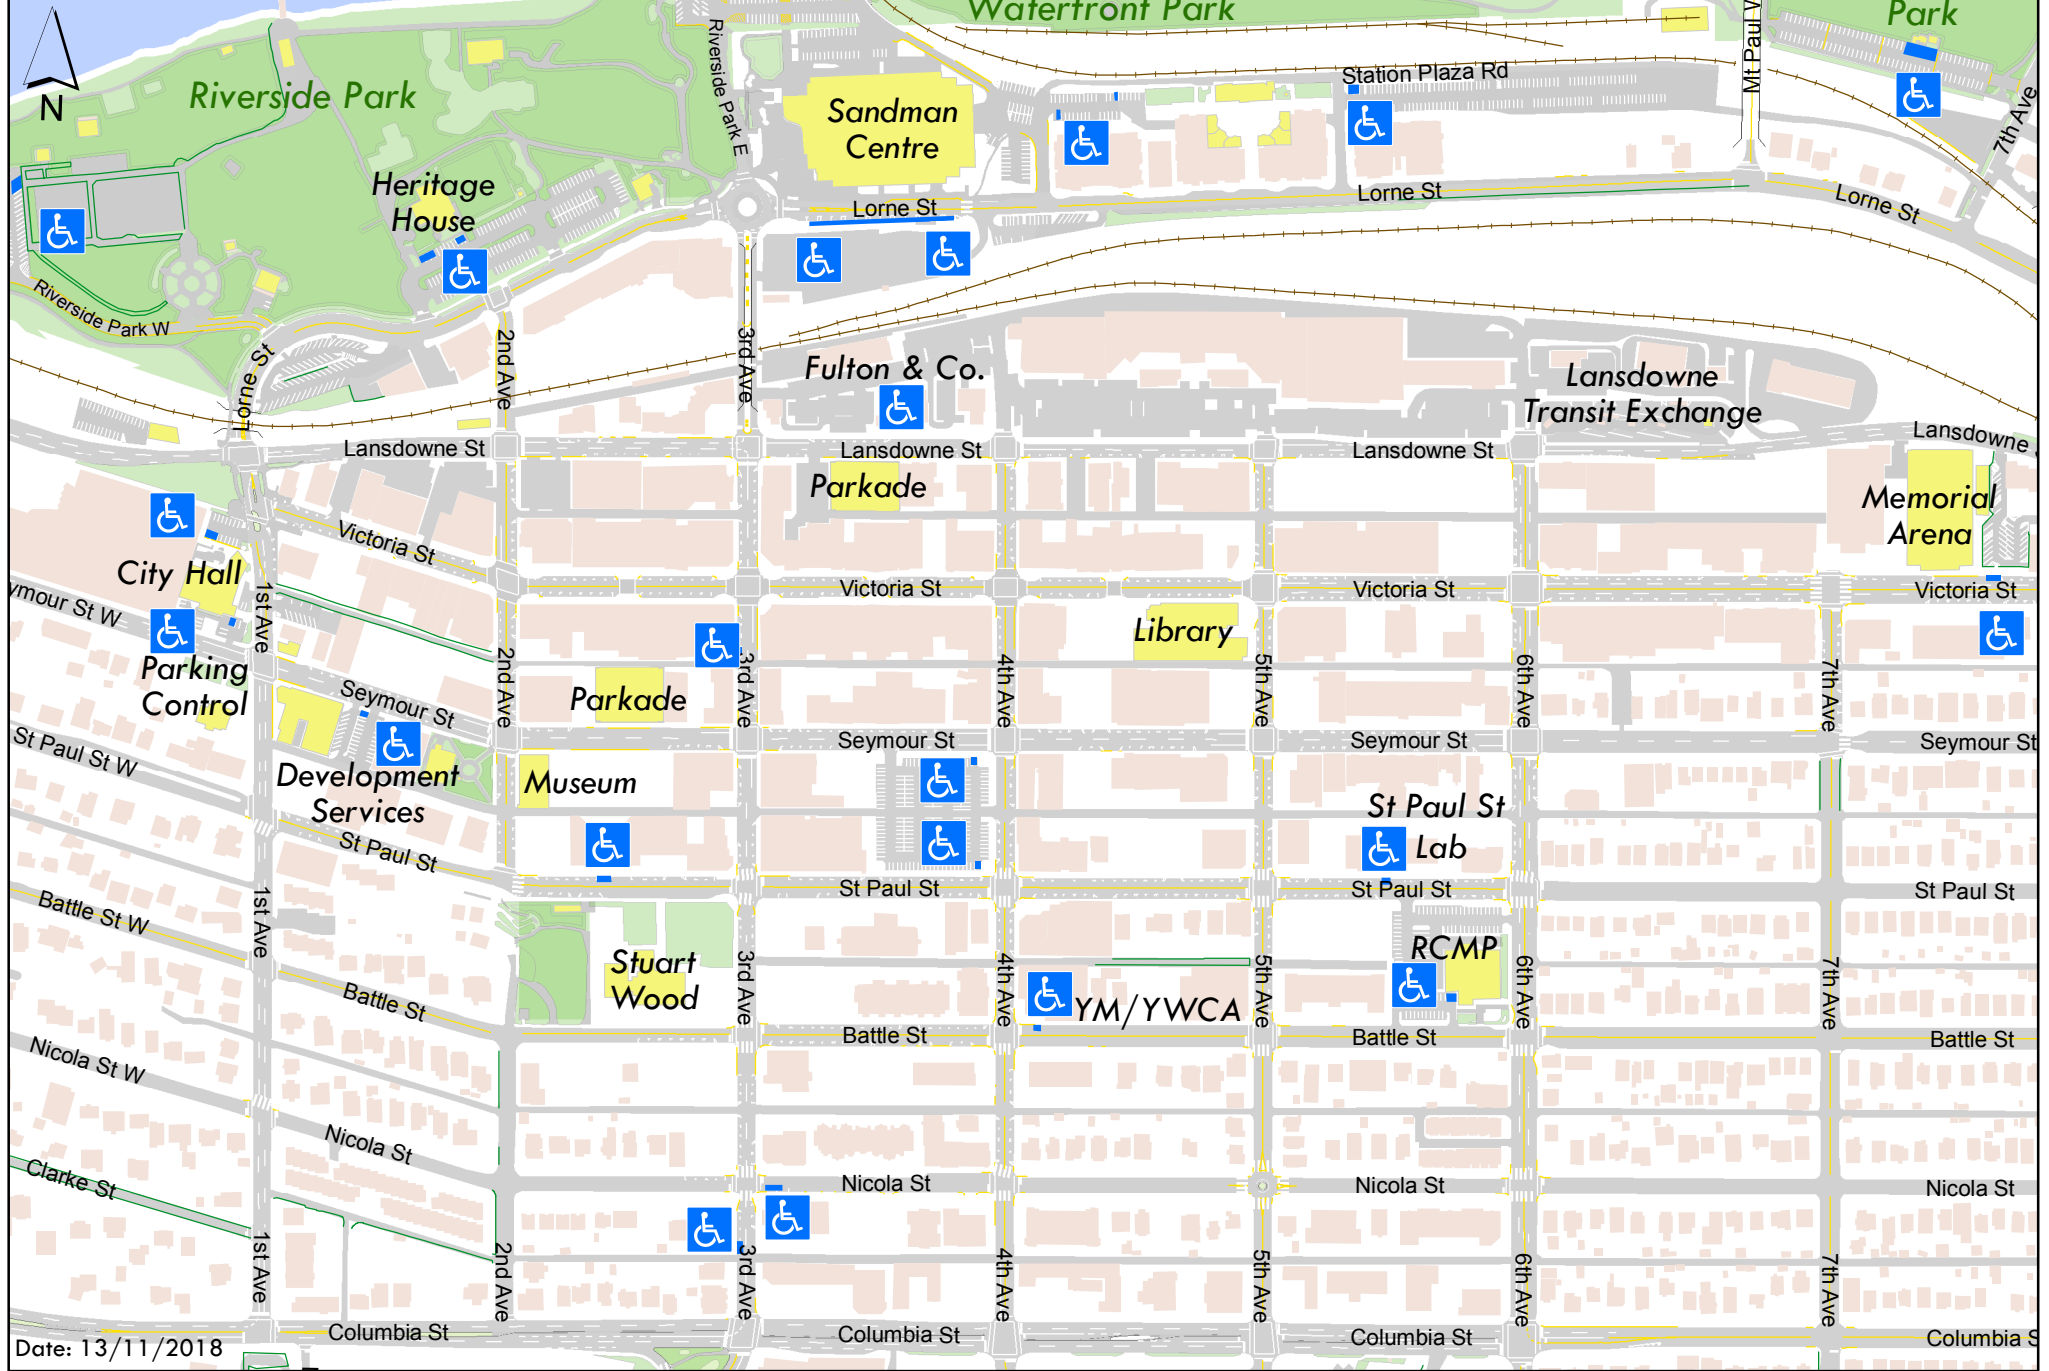 Waterfront Park
Park
N
Riverside Park
Riverside Park E
Sandman
Centre
Station Plaza Rd
Mt Paul
7th Ave
Heritage
House
Lorne St
Lorne St
Lorne St
Riverside Park W
Lorne St
2nd Ave
3rd Ave
Fulton & Co.
Lansdowne
Transit Exchange
Lansdowne St
Lansdowne St
Lansdowne St
Lansdowne
Parkade
Memorial
Arena
Victoria St
City Hall
1st Ave
Victoria St
Victoria St
Victoria St
ymour St W
Library
Parking
Control
2nd Ave
Parkade
3rd Ave
4th Ave
5th Ave
6th Ave
7th Ave
Seymour St
Seymour St
Seymour St
Seymour St
St Paul St W
Development
Services
Museum
St Paul St
Lab
St Paul St
St Paul St
St Paul St
St Paul St
Battle St W
1st Ave
Stuart
Wood
3rd Ave
4th Ave
YM/YWCA
5th Ave
RCMP
6th Ave
7th Ave
Battle St
Battle St
Battle St
Battle St
Nicola St W
Nicola St
Nicola St
Nicola St
Nicola St
Clarke St
1st Ave
2nd Ave
3rd Ave
4th Ave
5th Ave
6th Ave
7th Ave
Columbia St
Columbia St
Columbia St
Columbia S
Date: 13/11/2018